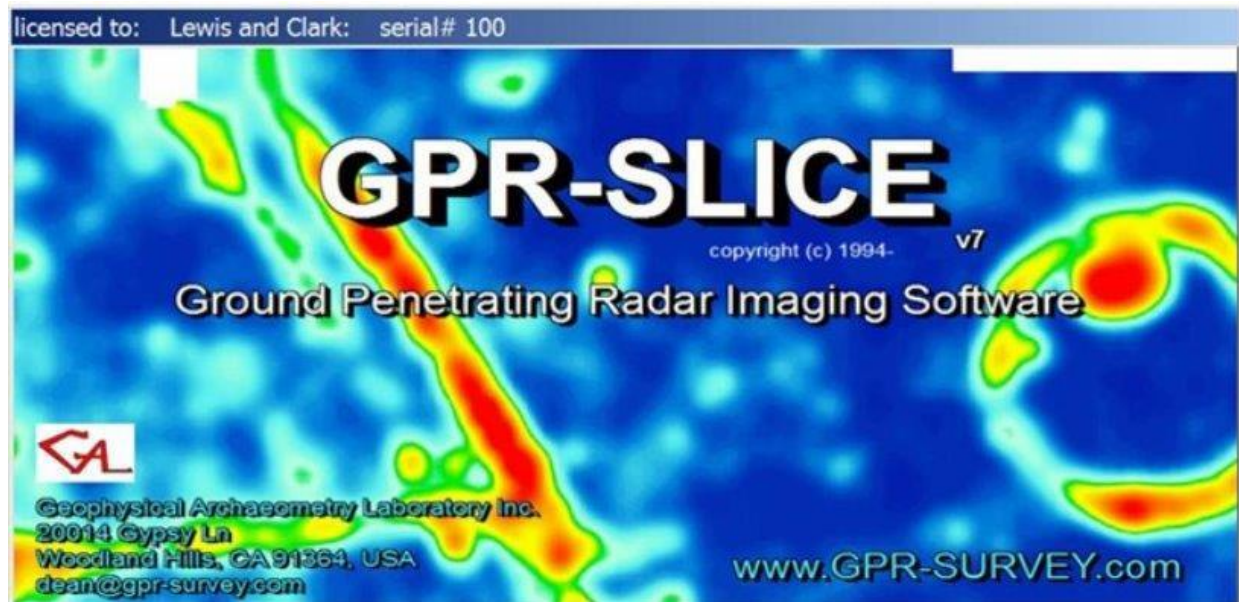 licensed to: Lewis and Clark: serial# 100
GPR-SLICE
v7
copyright (c) 1994-
Ground Penetrating Radar Imaging Software
GAL
Geophysical Archaeometry Laboratory Inc.
20014 Gypsy Ln
Woodland Hills, CA 91364, USA
dean@gpr-survey.com
www.GPR-SURVEY.com